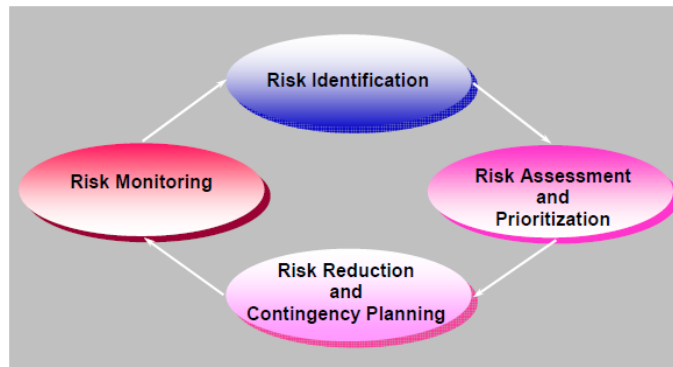 Risk Identification
Risk Assessment
and
Prioritization
Risk Reduction
and
Contingency Planning
Risk Monitoring